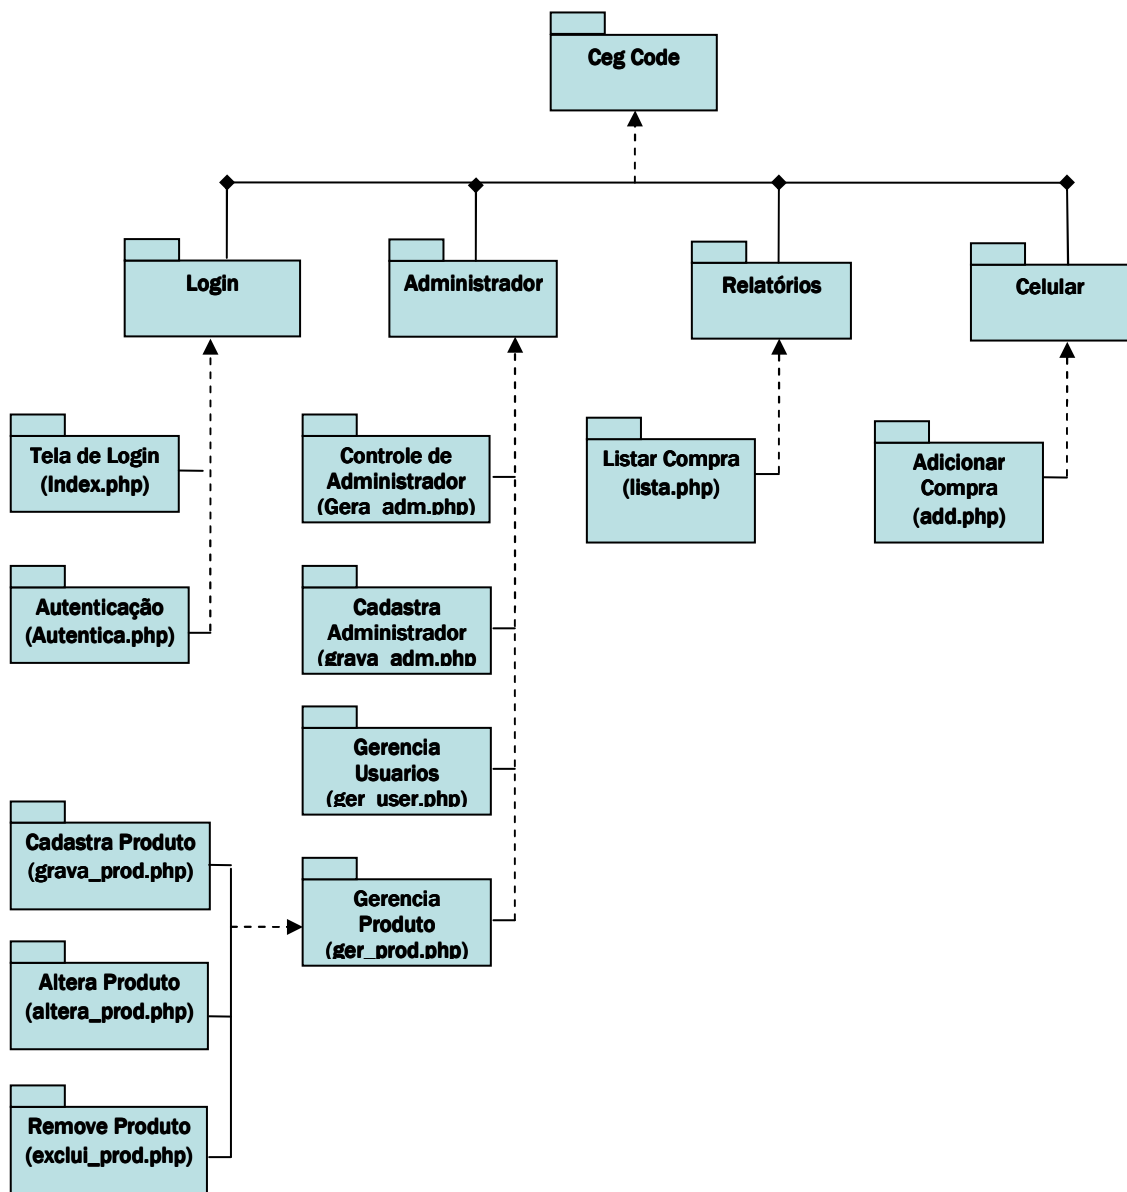 Ceg Code
Login
Administrador
Relatórios
Celular
Tela de Login
(Index.php)
Controle de
Administrador
(Gera_adm.php)
Listar Compra
(lista.php)
Adicionar
Compra
(add.php)
Autenticação
(Autentica.php)
Cadastra
Administrador
(grava_adm.php
Gerencia
Usuarios
(ger_user.php)
Cadastra Produto
(grava_prod.php)
Gerencia
Produto
(ger_prod.php)
Altera Produto
(altera_prod.php)
Remove Produto
(exclui_prod.php)